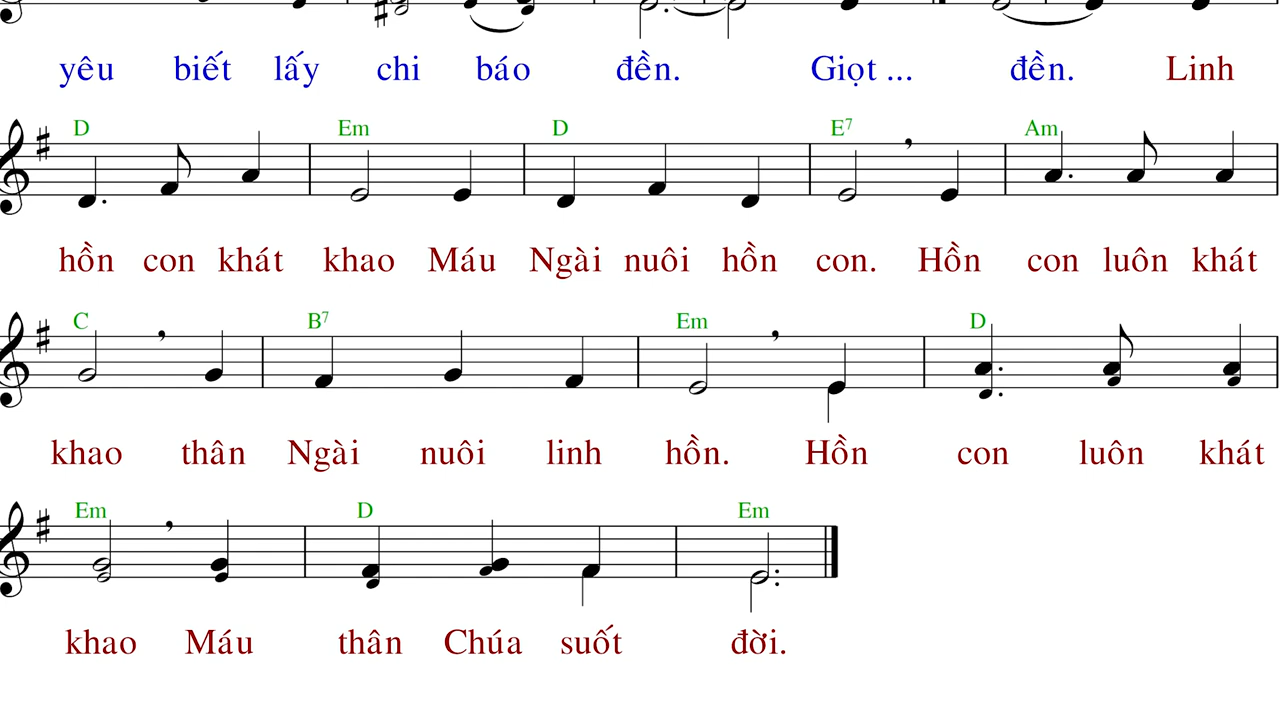 yêu biết lấy chi báo đền. Giọt ... đền. Linh
D Em D E7 Am
hồn con khát khao Máu Ngài nuôi hồn con. Hồn con luôn khát
C B7 Em D
khao thân Ngài nuôi linh hồn. Hồn con luôn khát
Em D Em
khao Máu thân Chúa suốt đời.